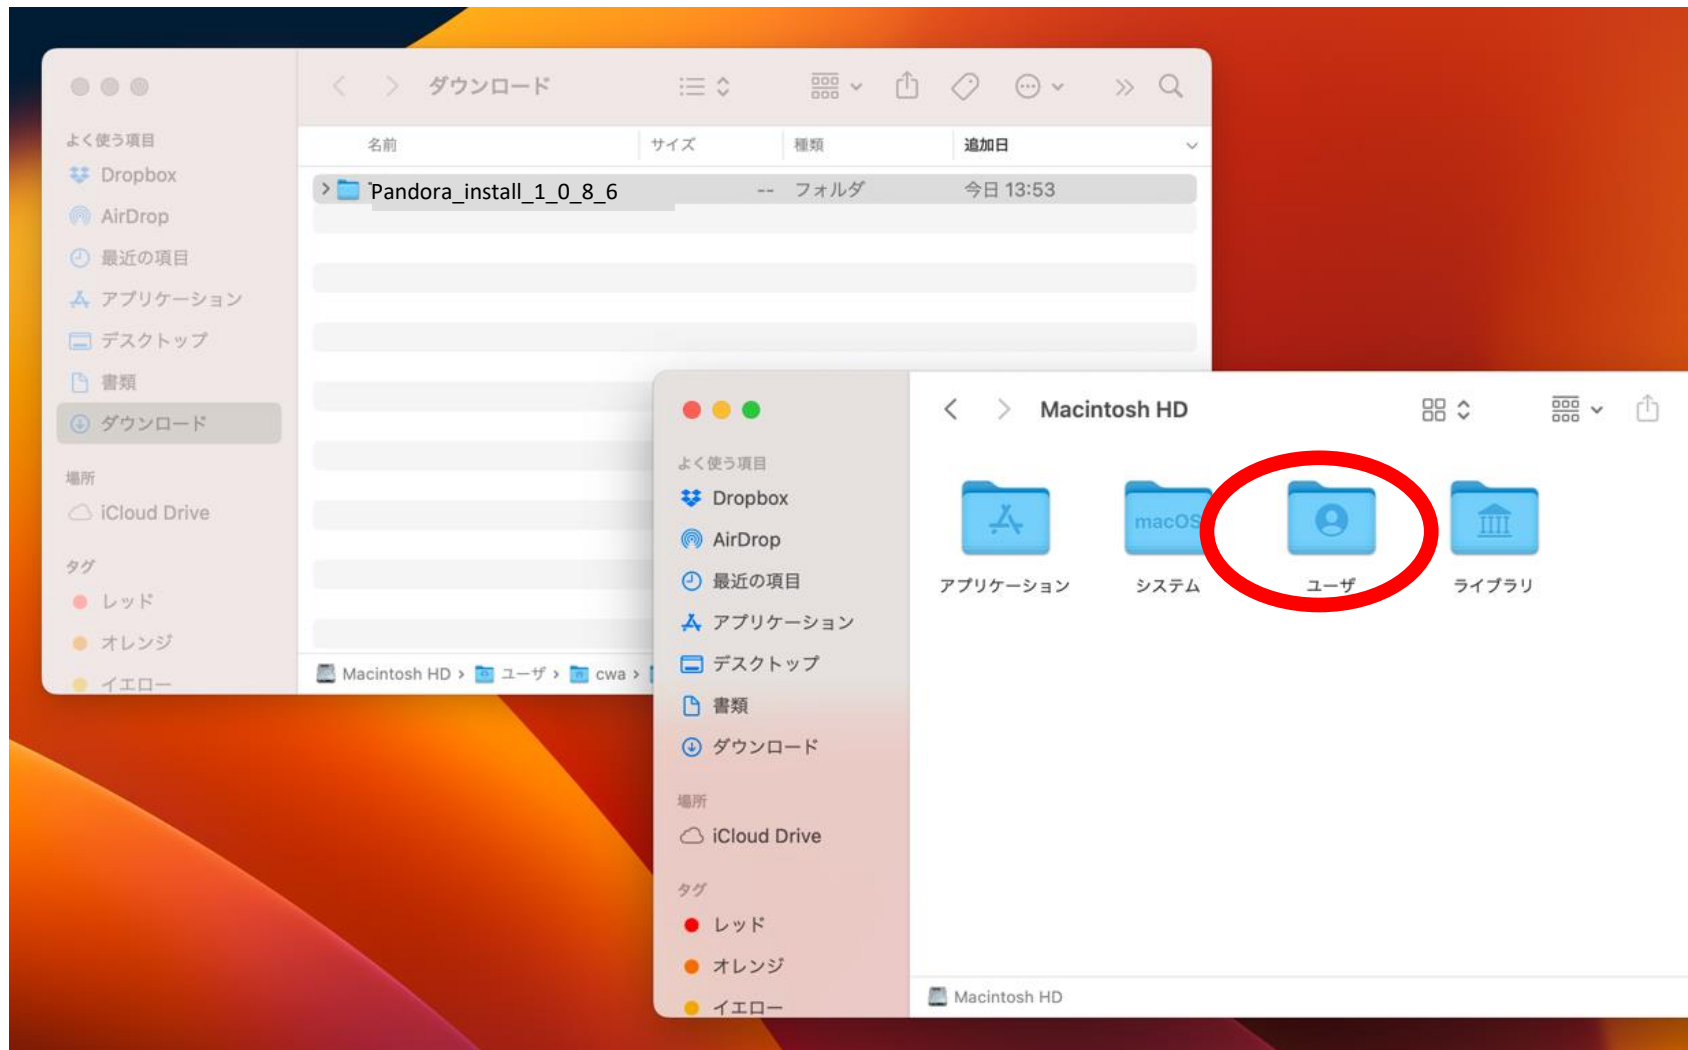 ダウンロード
よく使う項目
Dropbox
AirDrop
最近の項目
アプリケーション
デスクトップ
書類
ダウンロード
場所
iCloud Drive
タグ
レッド
オレンジ
イエロー
名前 サイズ 種類 追加日
Pandora_install_1_0_8_6 -- フォルダ 今日 13:53
Macintosh HD › ユーザ › cwa ›
Macintosh HD
よく使う項目
Dropbox
AirDrop
最近の項目
アプリケーション
デスクトップ
書類
ダウンロード
場所
iCloud Drive
タグ
レッド
オレンジ
イエロー
macOS
アプリケーション システム ユーザ ライブラリ
Macintosh HD